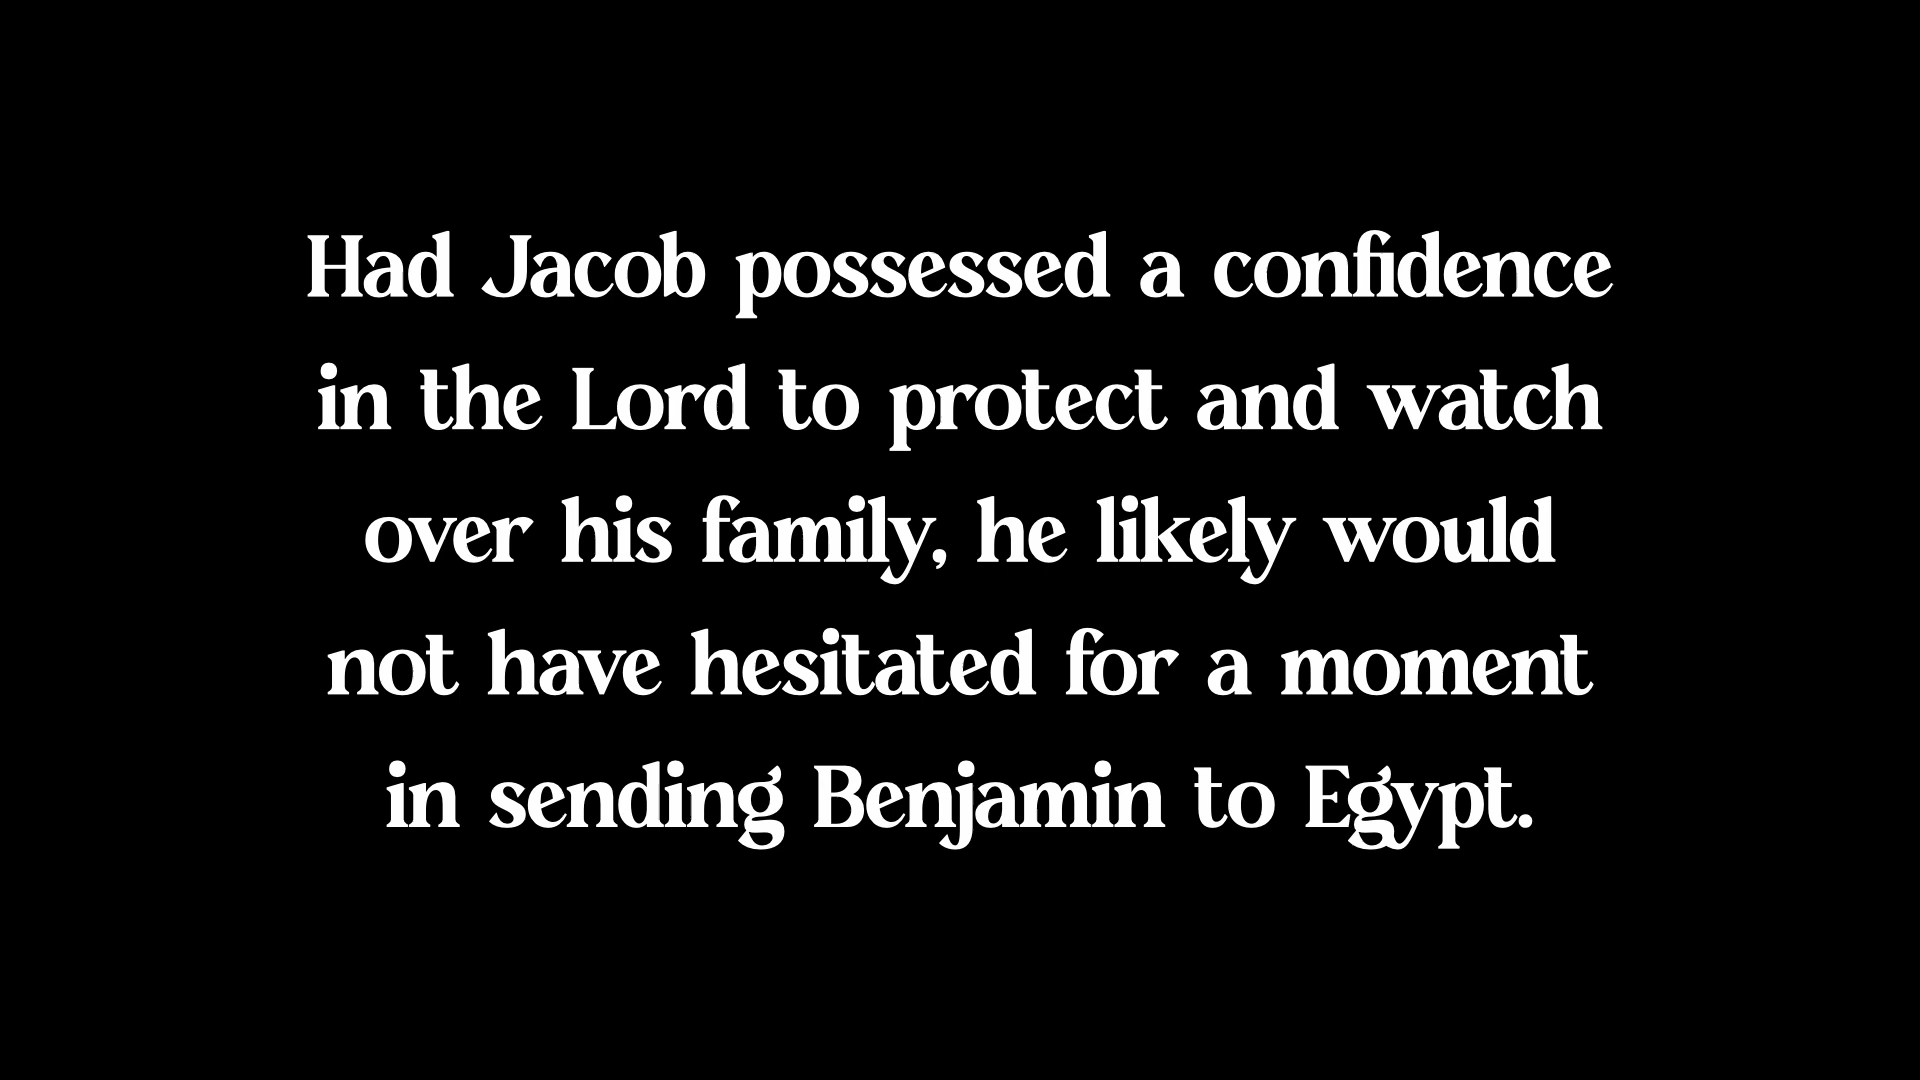 Had Jacob possessed a confidence
in the Lord to protect and watch
over his family, he likely would
not have hesitated for a moment
in sending Benjamin to Egypt.